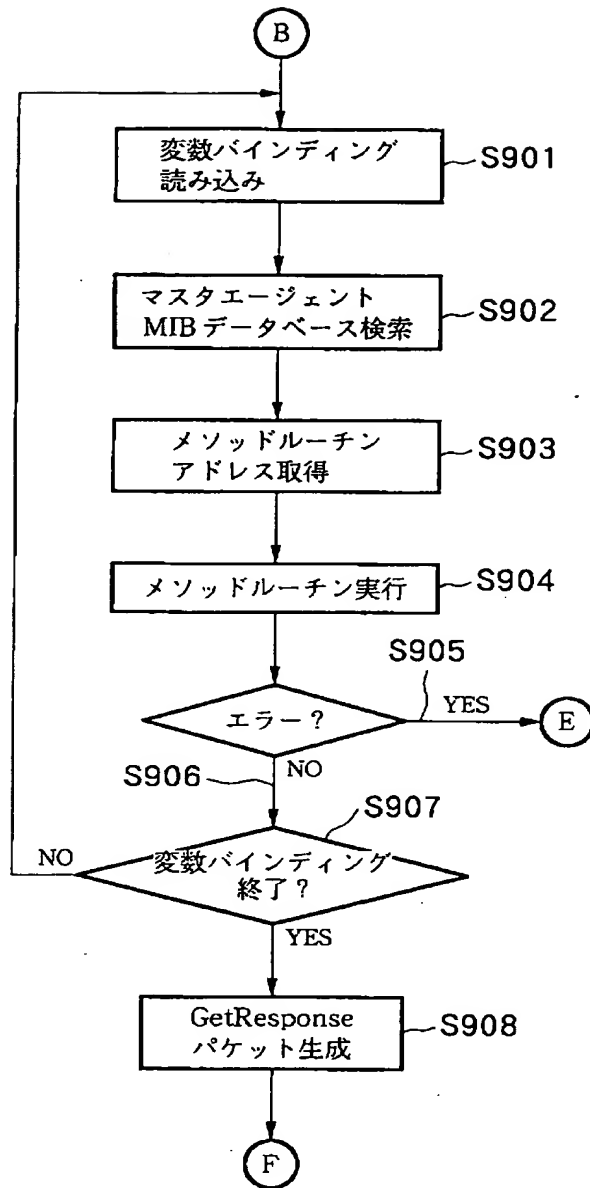 B
変数バインディング
読み込み
S901
マスタエージェント
MIBデータベース検索
S902
メソッドルーチン
アドレス取得
S903
メソッドルーチン実行
S904
S905
エラー?
YES
E
S906
NO
S907
NO
変数バインディング
終了?
YES
GetResponse
パケット生成
S908
F